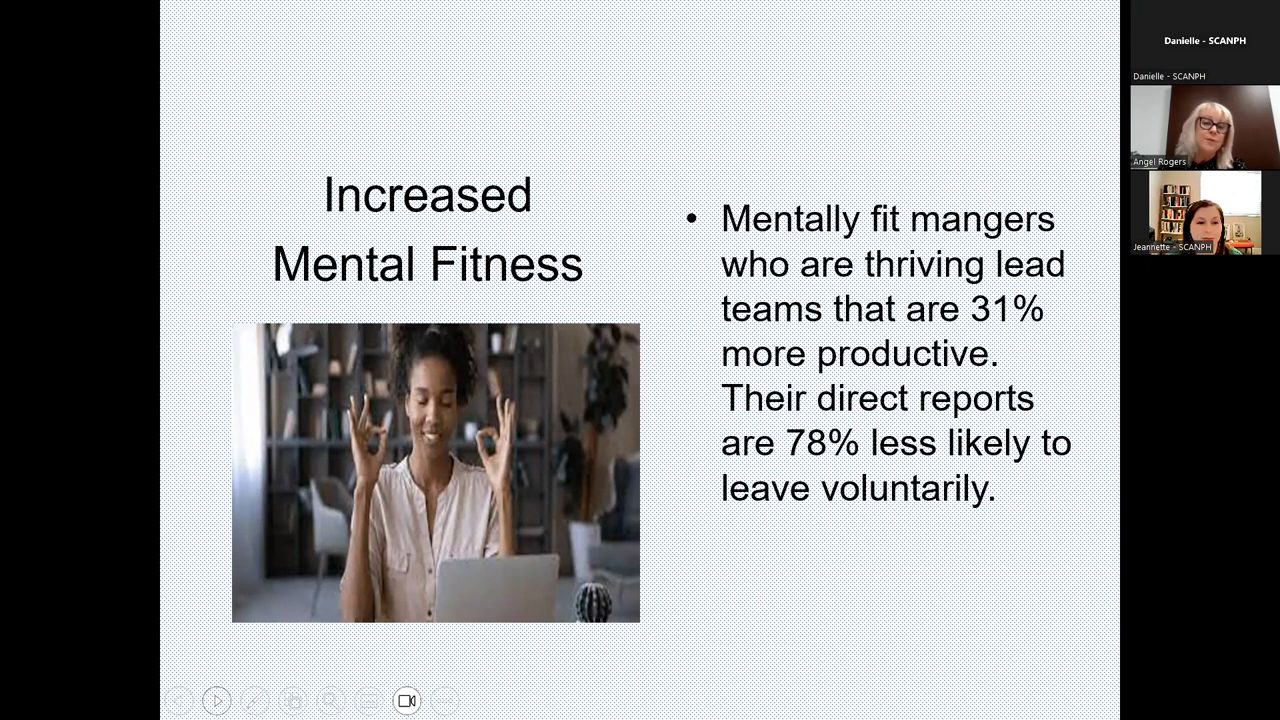 Increased
Mental Fitness
• Mentally fit mangers
who are thriving lead
teams that are 31%
more productive.
Their direct reports
are 78% less likely to
leave voluntarily.
Danielle - SCANPH
Danielle - SCANPH
Angel Rogers
Jeannette - SCANPH